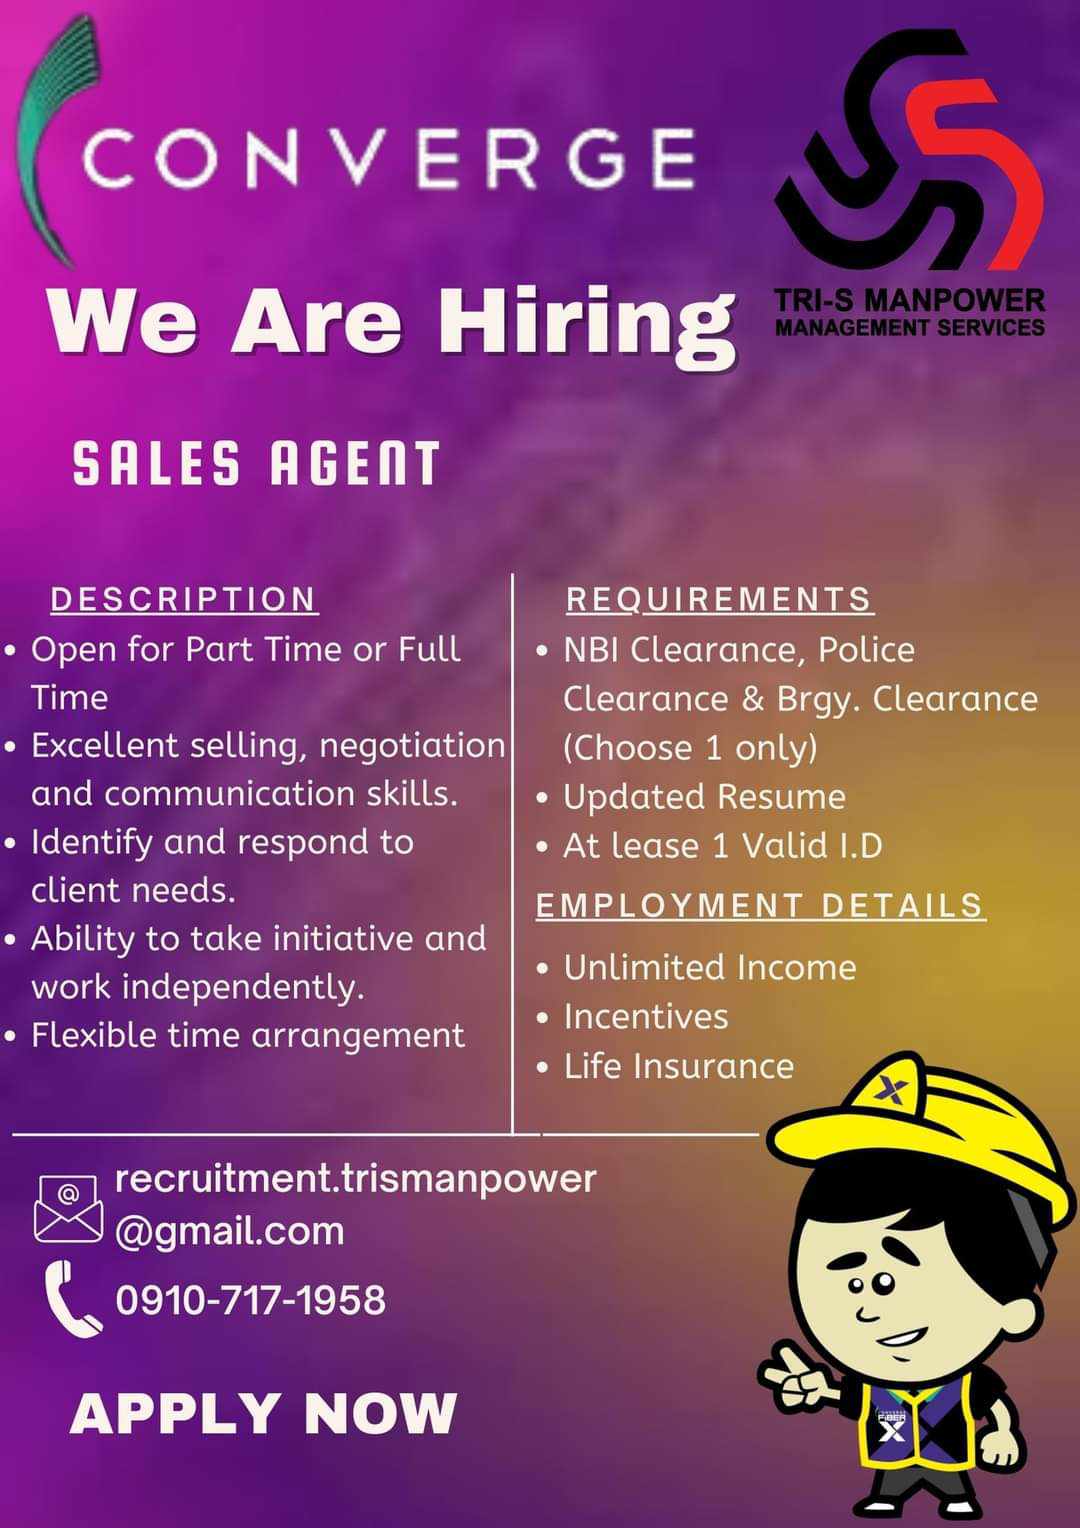 CONVERGE
TRI-S MANPOWER
MANAGEMENT SERVICES
We Are Hiring
SALES AGENT
DESCRIPTION
• Open for Part Time or Full
Time
• Excellent selling, negotiation
and communication skills.
• Identify and respond to
client needs.
• Ability to take initiative and
work independently.
• Flexible time arrangement
REQUIREMENTS
• NBI Clearance, Police
Clearance & Brgy. Clearance
(Choose 1 only)
• Updated Resume
• At lease 1 Valid I.D
EMPLOYMENT DETAILS
• Unlimited Income
• Incentives
• Life Insurance
@
recruitment.trismanpower
@gmail.com
0910-717-1958
APPLY NOW
X
CONVERGE
FiBER
X